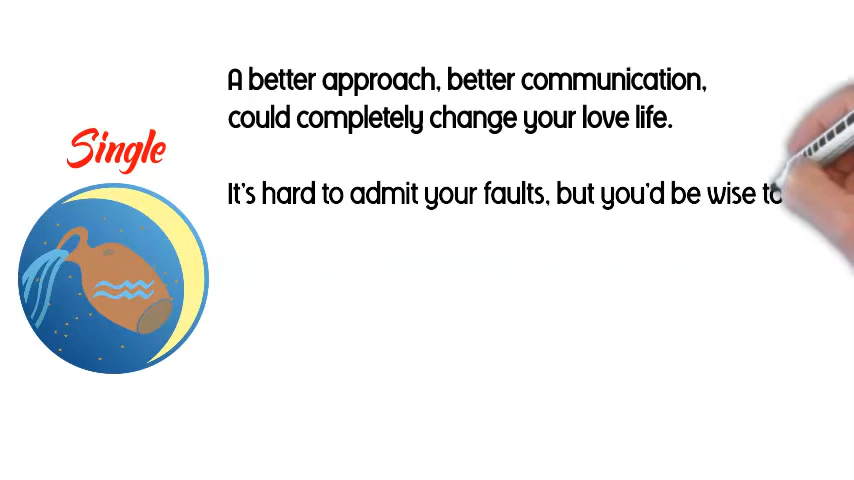 Single
A better approach, better communication,
could completely change your love life.
It's hard to admit your faults, but you'd be wise to